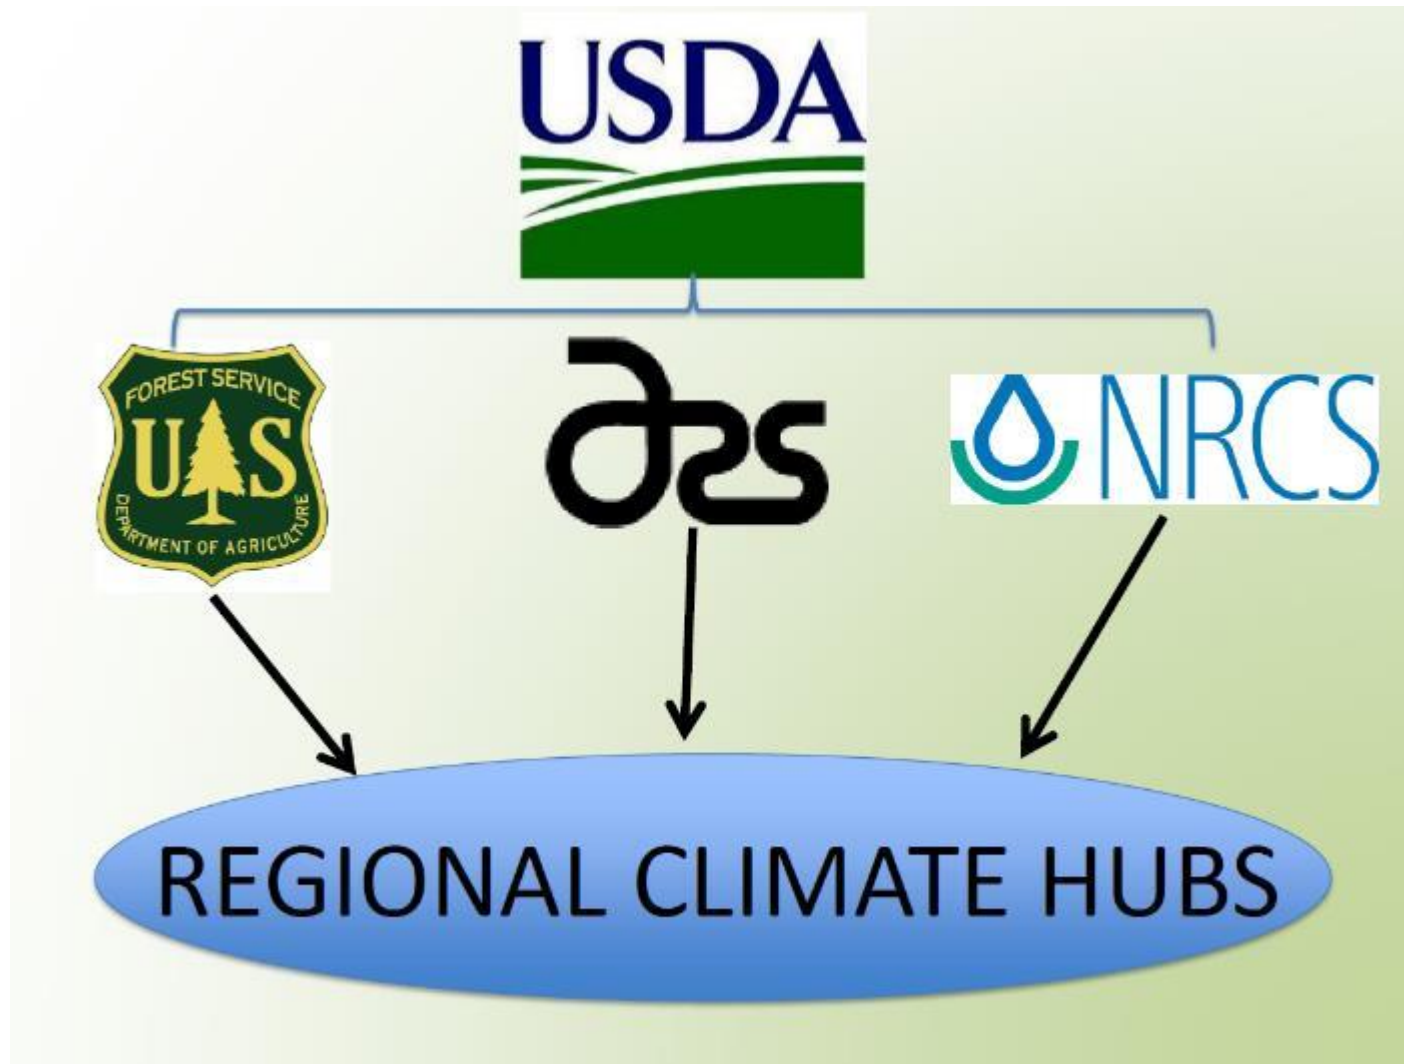 USDA
FOREST SERVICE
U S
DEPARTMENT OF AGRICULTURE
ars
NRCS
REGIONAL CLIMATE HUBS